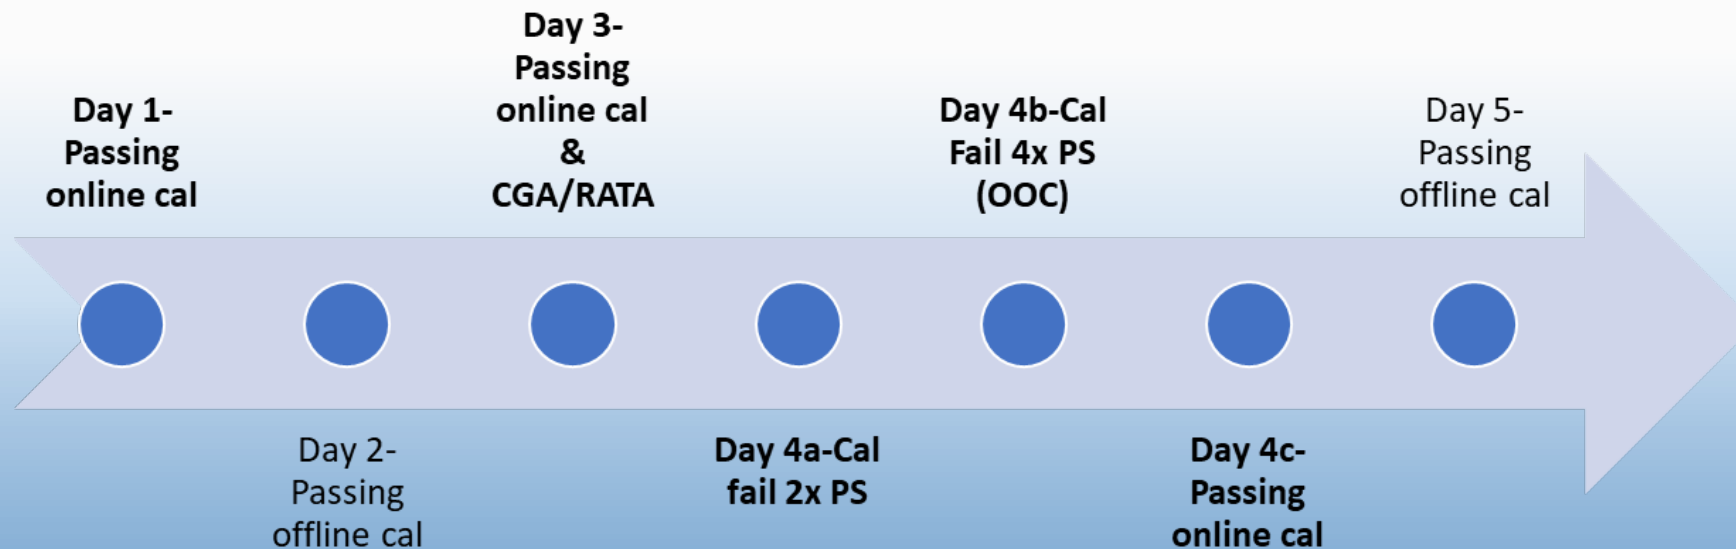 Day 1-
Passing
online cal
Day 2-
Passing
offline cal
Day 3-
Passing
online cal
&
CGA/RATA
Day 4a-Cal
fail 2x PS
Day 4b-Cal
Fail 4x PS
(OOC)
Day 4c-
Passing
online cal
Day 5-
Passing
offline cal